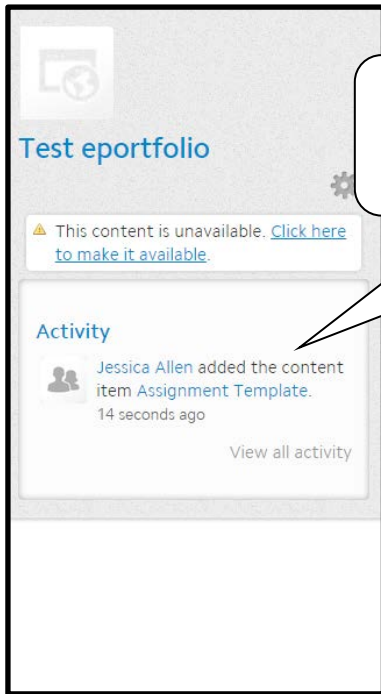 Test eportfolio
This content is unavailable. Click here
to make it available.
Activity
Jessica Allen added the content
item Assignment Template.
14 seconds ago
View all activity